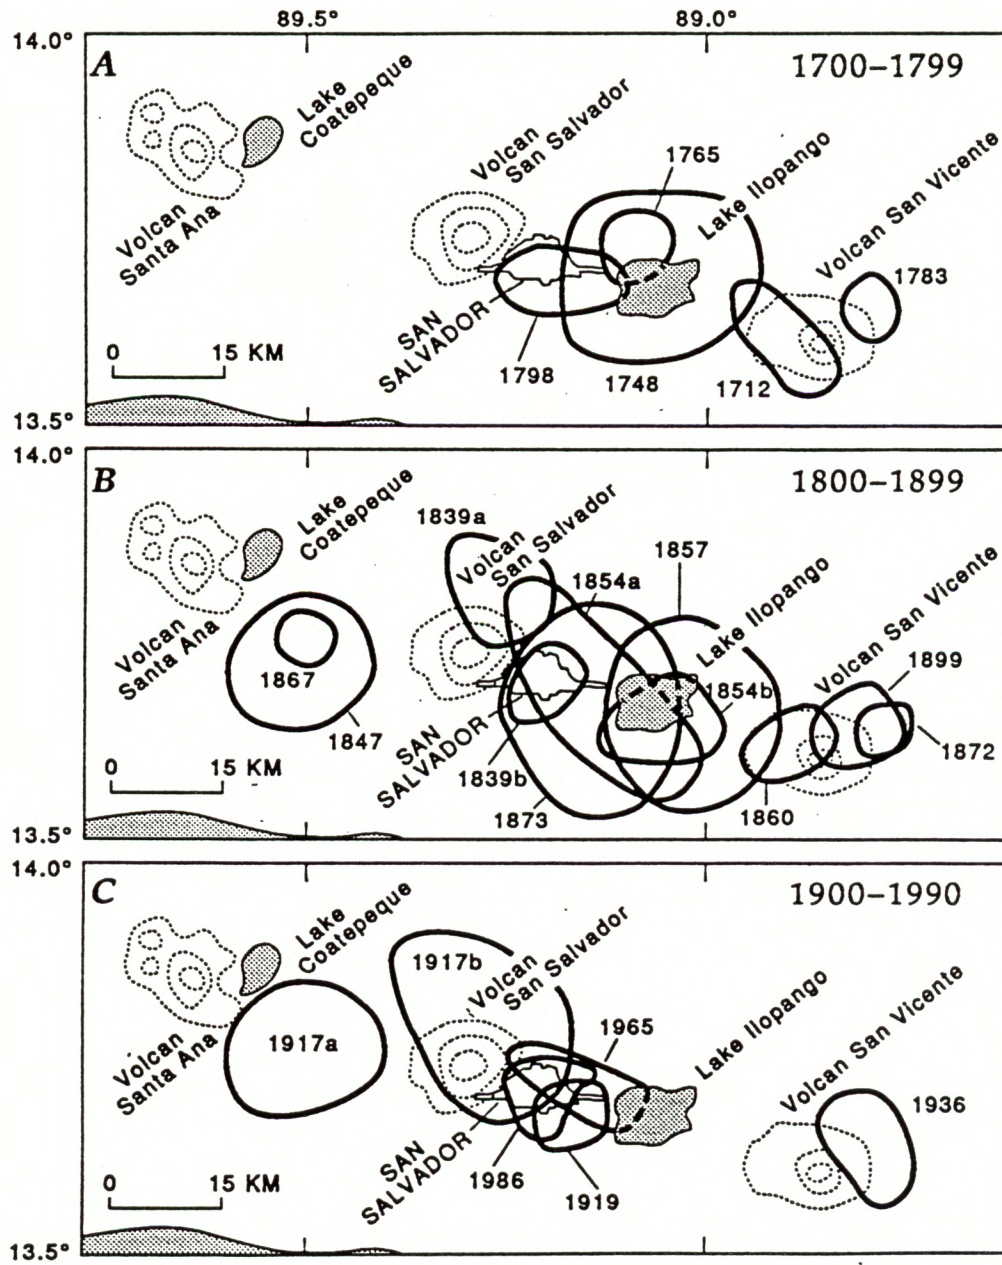 89.5°
89.0°
14.0°
A
1700–1799
Lake
Coatepeque
Volcan
San Salvador
1765
Lake Ilopango
Volcan San Vicente
Volcan
Santa Ana
1783
SAN
SALVADOR
0
15 KM
1798
1748
1712
13.5°
14.0°
B
1800–1899
Lake
Coatepeque
1839a
Volcan
San Salvador
1854a
1857
Lake Ilopango
Volcan San Vicente
Volcan
Santa Ana
1899
1867
1854b
1847
SAN
SALVADOR
1872
0
15 KM
1839b
1873
1860
13.5°
14.0°
C
1900–1990
Lake
Coatepeque
1917b
Volcan
San Salvador
1965
Lake Ilopango
Volcan San Vicente
1917a
Volcan
Santa Ana
1936
SAN
SALVADOR
0
15 KM
1986
1919
13.5°